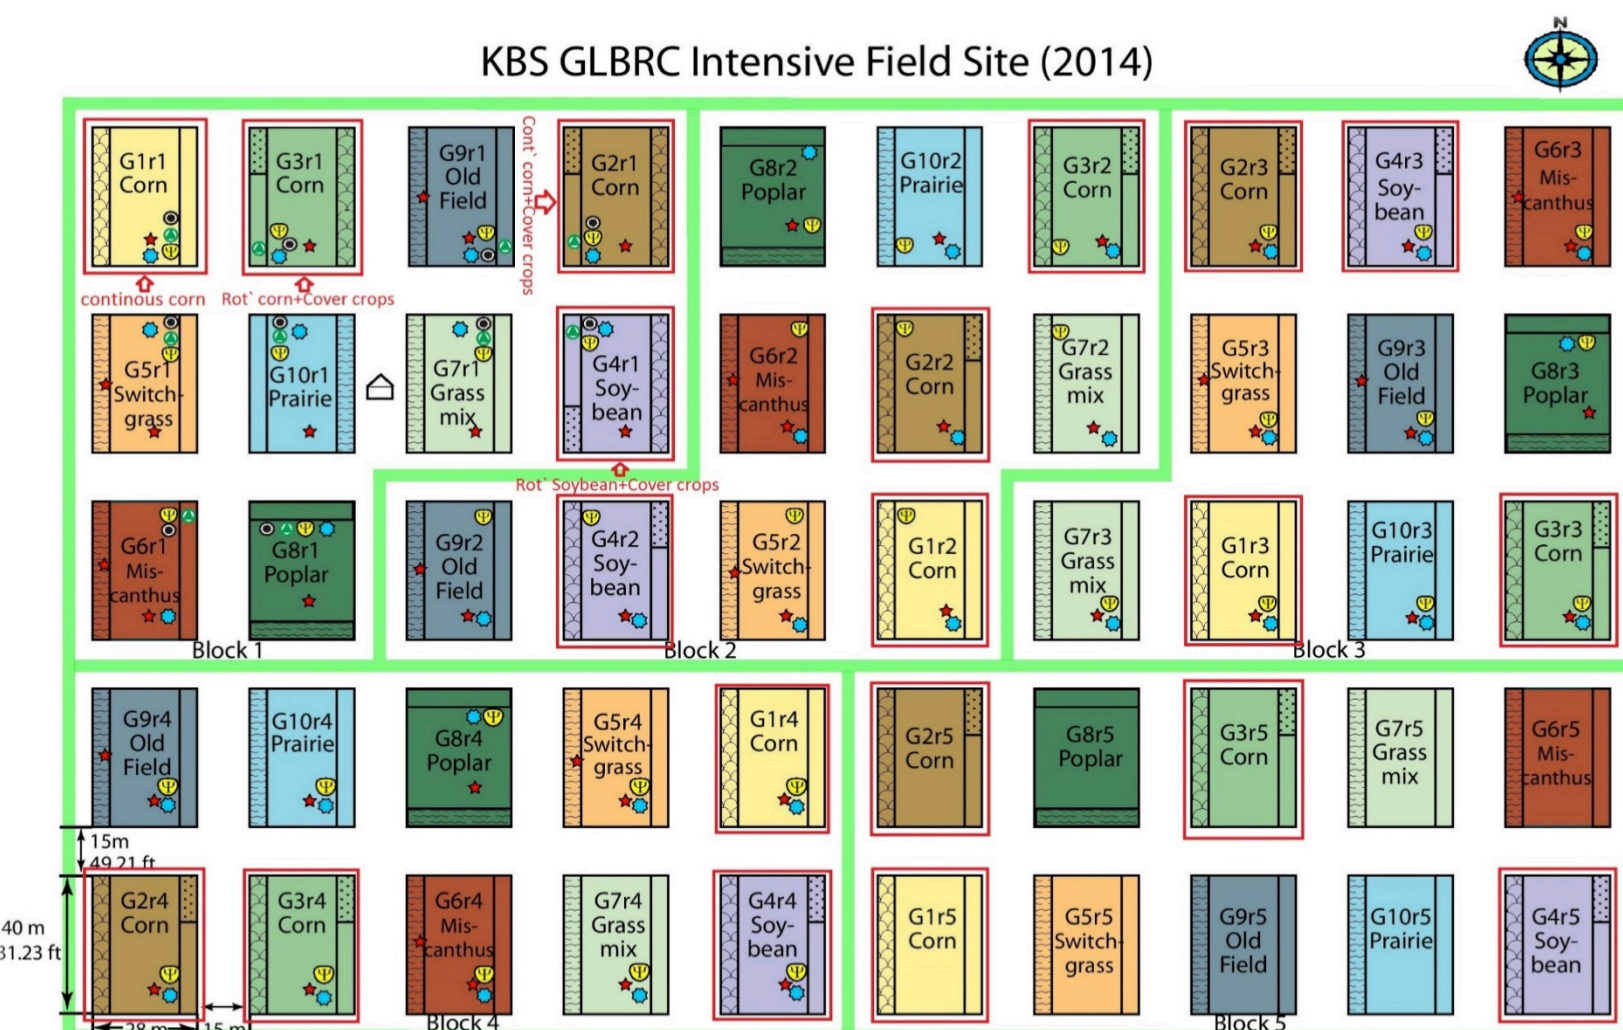 N
KBS GLBRC Intensive Field Site (2014)
G1r1
Corn
G3r1
Corn
G9r1
Old
Field
Cont` corn+Cover crops
G2r1
Corn
G8r2
Poplar
G10r2
Prairie
G3r2
Corn
G2r3
Corn
G4r3
Soy-
bean
G6r3
Mis-
canthus
continous corn
Rot` corn+Cover crops
G5r1
Switch-
grass
G10r1
Prairie
G7r1
Grass
mix
G4r1
Soy-
bean
G6r2
Mis-
canthus
G2r2
Corn
G7r2
Grass
mix
G5r3
Switch-
grass
G9r3
Old
Field
G8r3
Poplar
Rot` Soybean+Cover crops
G6r1
Mis-
canthus
G8r1
Poplar
G9r2
Old
Field
G4r2
Soy-
bean
G5r2
Switch-
grass
G1r2
Corn
G7r3
Grass
mix
G1r3
Corn
G10r3
Prairie
G3r3
Corn
Block 1
Block 2
Block 3
G9r4
Old
Field
G10r4
Prairie
G8r4
Poplar
G5r4
Switch-
grass
G1r4
Corn
G2r5
Corn
G8r5
Poplar
G3r5
Corn
G7r5
Grass
mix
G6r5
Mis-
canthus
15m
49.21 ft
G2r4
Corn
G3r4
Corn
G6r4
Mis-
canthus
G7r4
Grass
mix
G4r4
Soy-
bean
G1r5
Corn
G5r5
Switch-
grass
G9r5
Old
Field
G10r5
Prairie
G4r5
Soy-
bean
40 m
31.23 ft
28 m
15 m
Block 4
Block 5